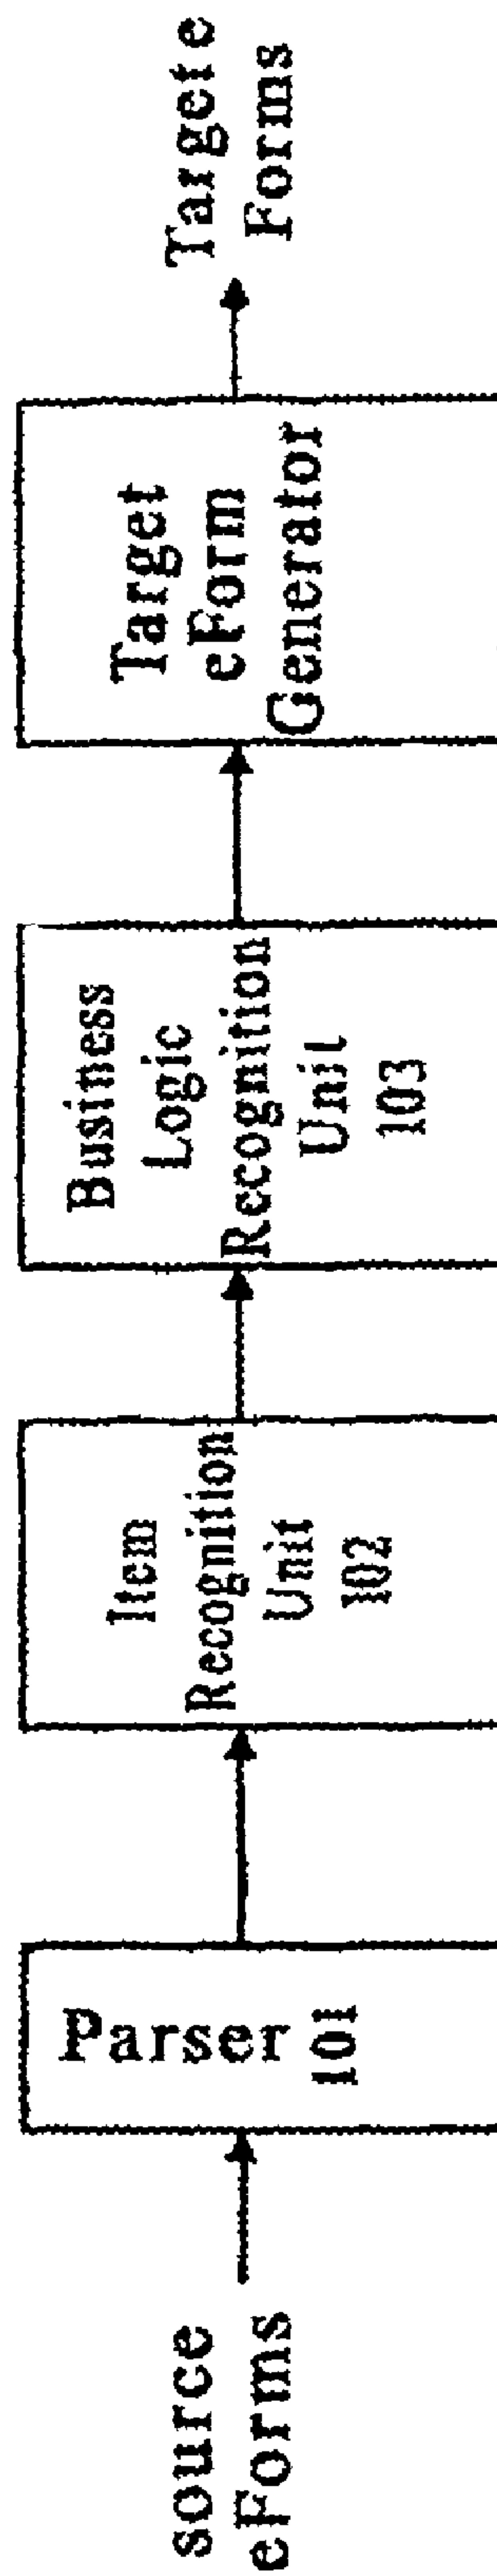 source
eForms
Parser
101
Item
Recognition
Unit
102
Business
Logic
Recognition
Unit
103
Target
eForm
Generator
Targete
Forms